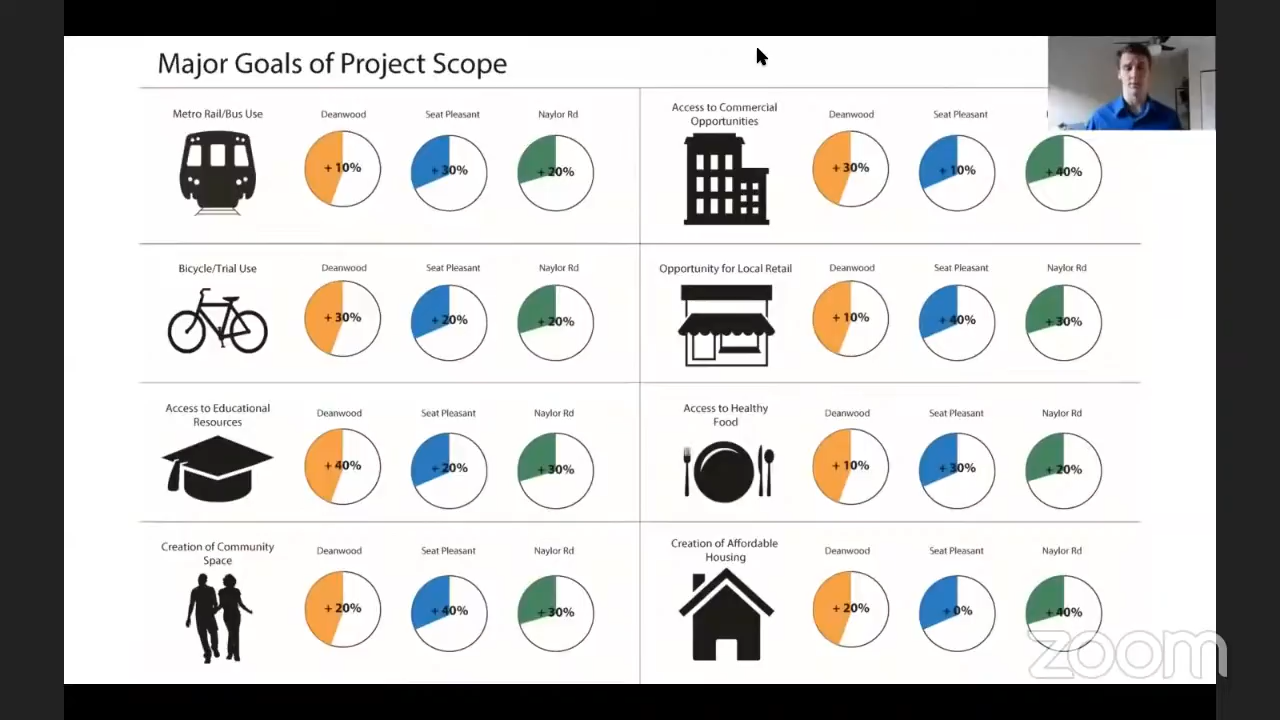 Major Goals of Project Scope
Metro Rail/Bus Use
Deanwood
Seat Pleasant
Naylor Rd
+ 10%
+ 30%
+ 20%
Access to Commercial
Opportunities
Deanwood
Seat Pleasant
+ 30%
+ 10%
+ 40%
Bicycle/Trial Use
Deanwood
Seat Pleasant
Naylor Rd
+ 30%
+ 20%
+ 20%
Opportunity for Local Retail
Deanwood
Seat Pleasant
Naylor Rd
+ 10%
+ 40%
+ 30%
Access to Educational
Resources
Deanwood
Seat Pleasant
Naylor Rd
+ 40%
+ 20%
+ 30%
Access to Healthy
Food
Deanwood
Seat Pleasant
Naylor Rd
+ 10%
+ 30%
+ 20%
Creation of Community
Space
Deanwood
Seat Pleasant
Naylor Rd
+ 20%
+ 40%
+ 30%
Creation of Affordable
Housing
Deanwood
Seat Pleasant
Naylor Rd
+ 20%
+ 0%
+ 40%
zoom